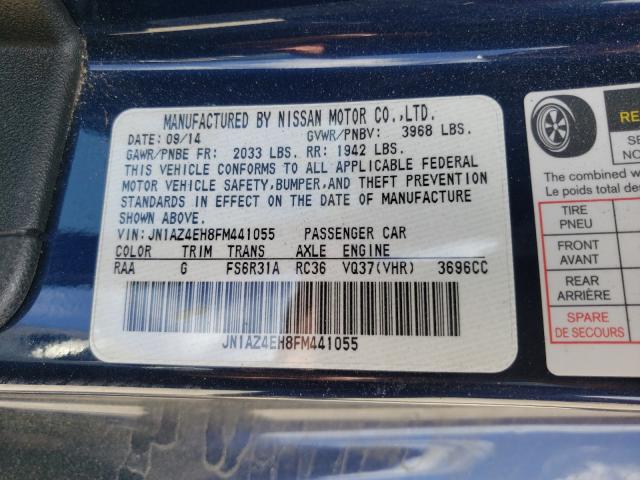 MANUFACTURED BY NISSAN MOTOR CO.,LTD.
DATE: 09/14 GVWR/PNBV: 3968 LBS.
GAWR/PNBE FR: 2033 LBS. RR: 1942 LBS.
THIS VEHICLE CONFORMS TO ALL APPLICABLE FEDERAL
MOTOR VEHICLE SAFETY,BUMPER,AND THEFT PREVENTION
STANDARDS IN EFFECT ON THE DATE OF MANUFACTURE
SHOWN ABOVE.
VIN: JN1AZ4EH8FM441055 PASSENGER CAR
COLOR TRIM TRANS AXLE ENGINE
RAA G FS6R31A RC36 VQ37(VHR) 3696CC
JN1AZ4EH8FM441055
The combined w
Le poids total des
TIRE
PNEU
FRONT
AVANT
REAR
ARRIÈRE
SPARE
DE SECOURS